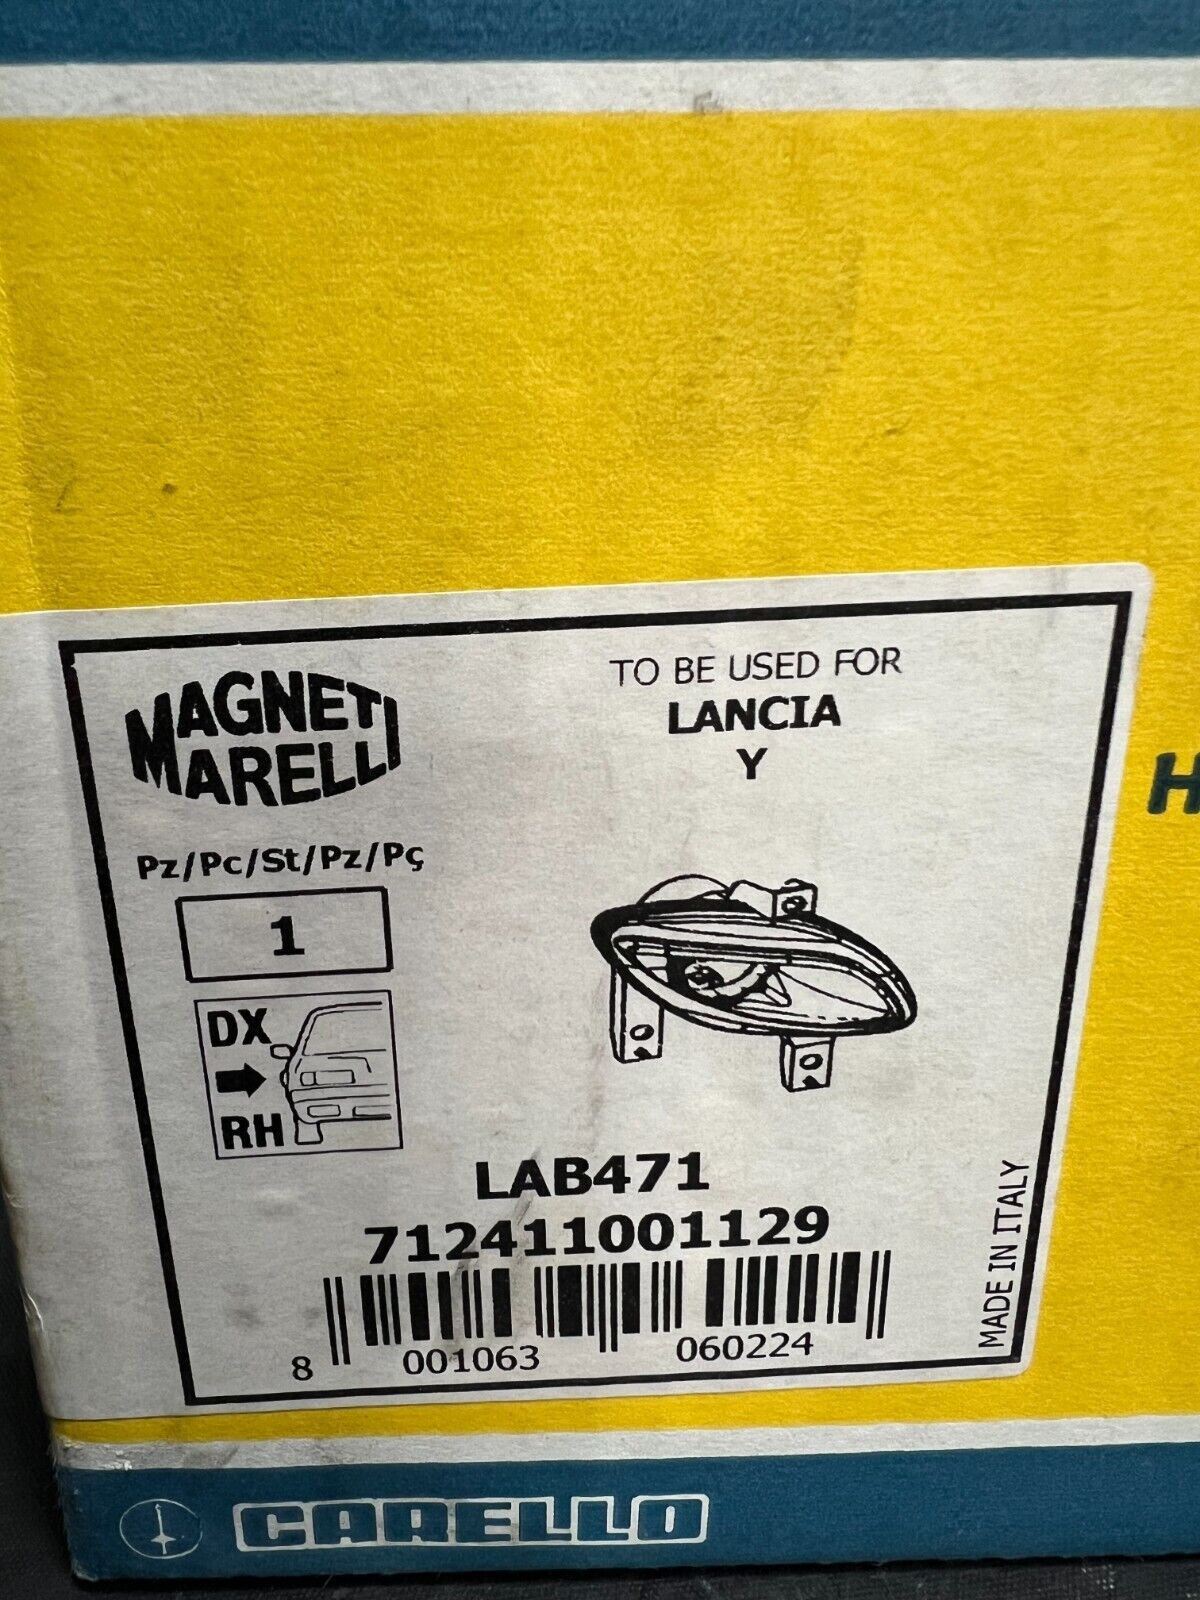 MAGNETI
MARELLI
TO BE USED FOR
LANCIA
Y
Pz/Pc/St/Pz/Pç
1
DX
RH
LAB471
712411001129
8 001063 060224
MADE IN ITALY
H
CARELLO